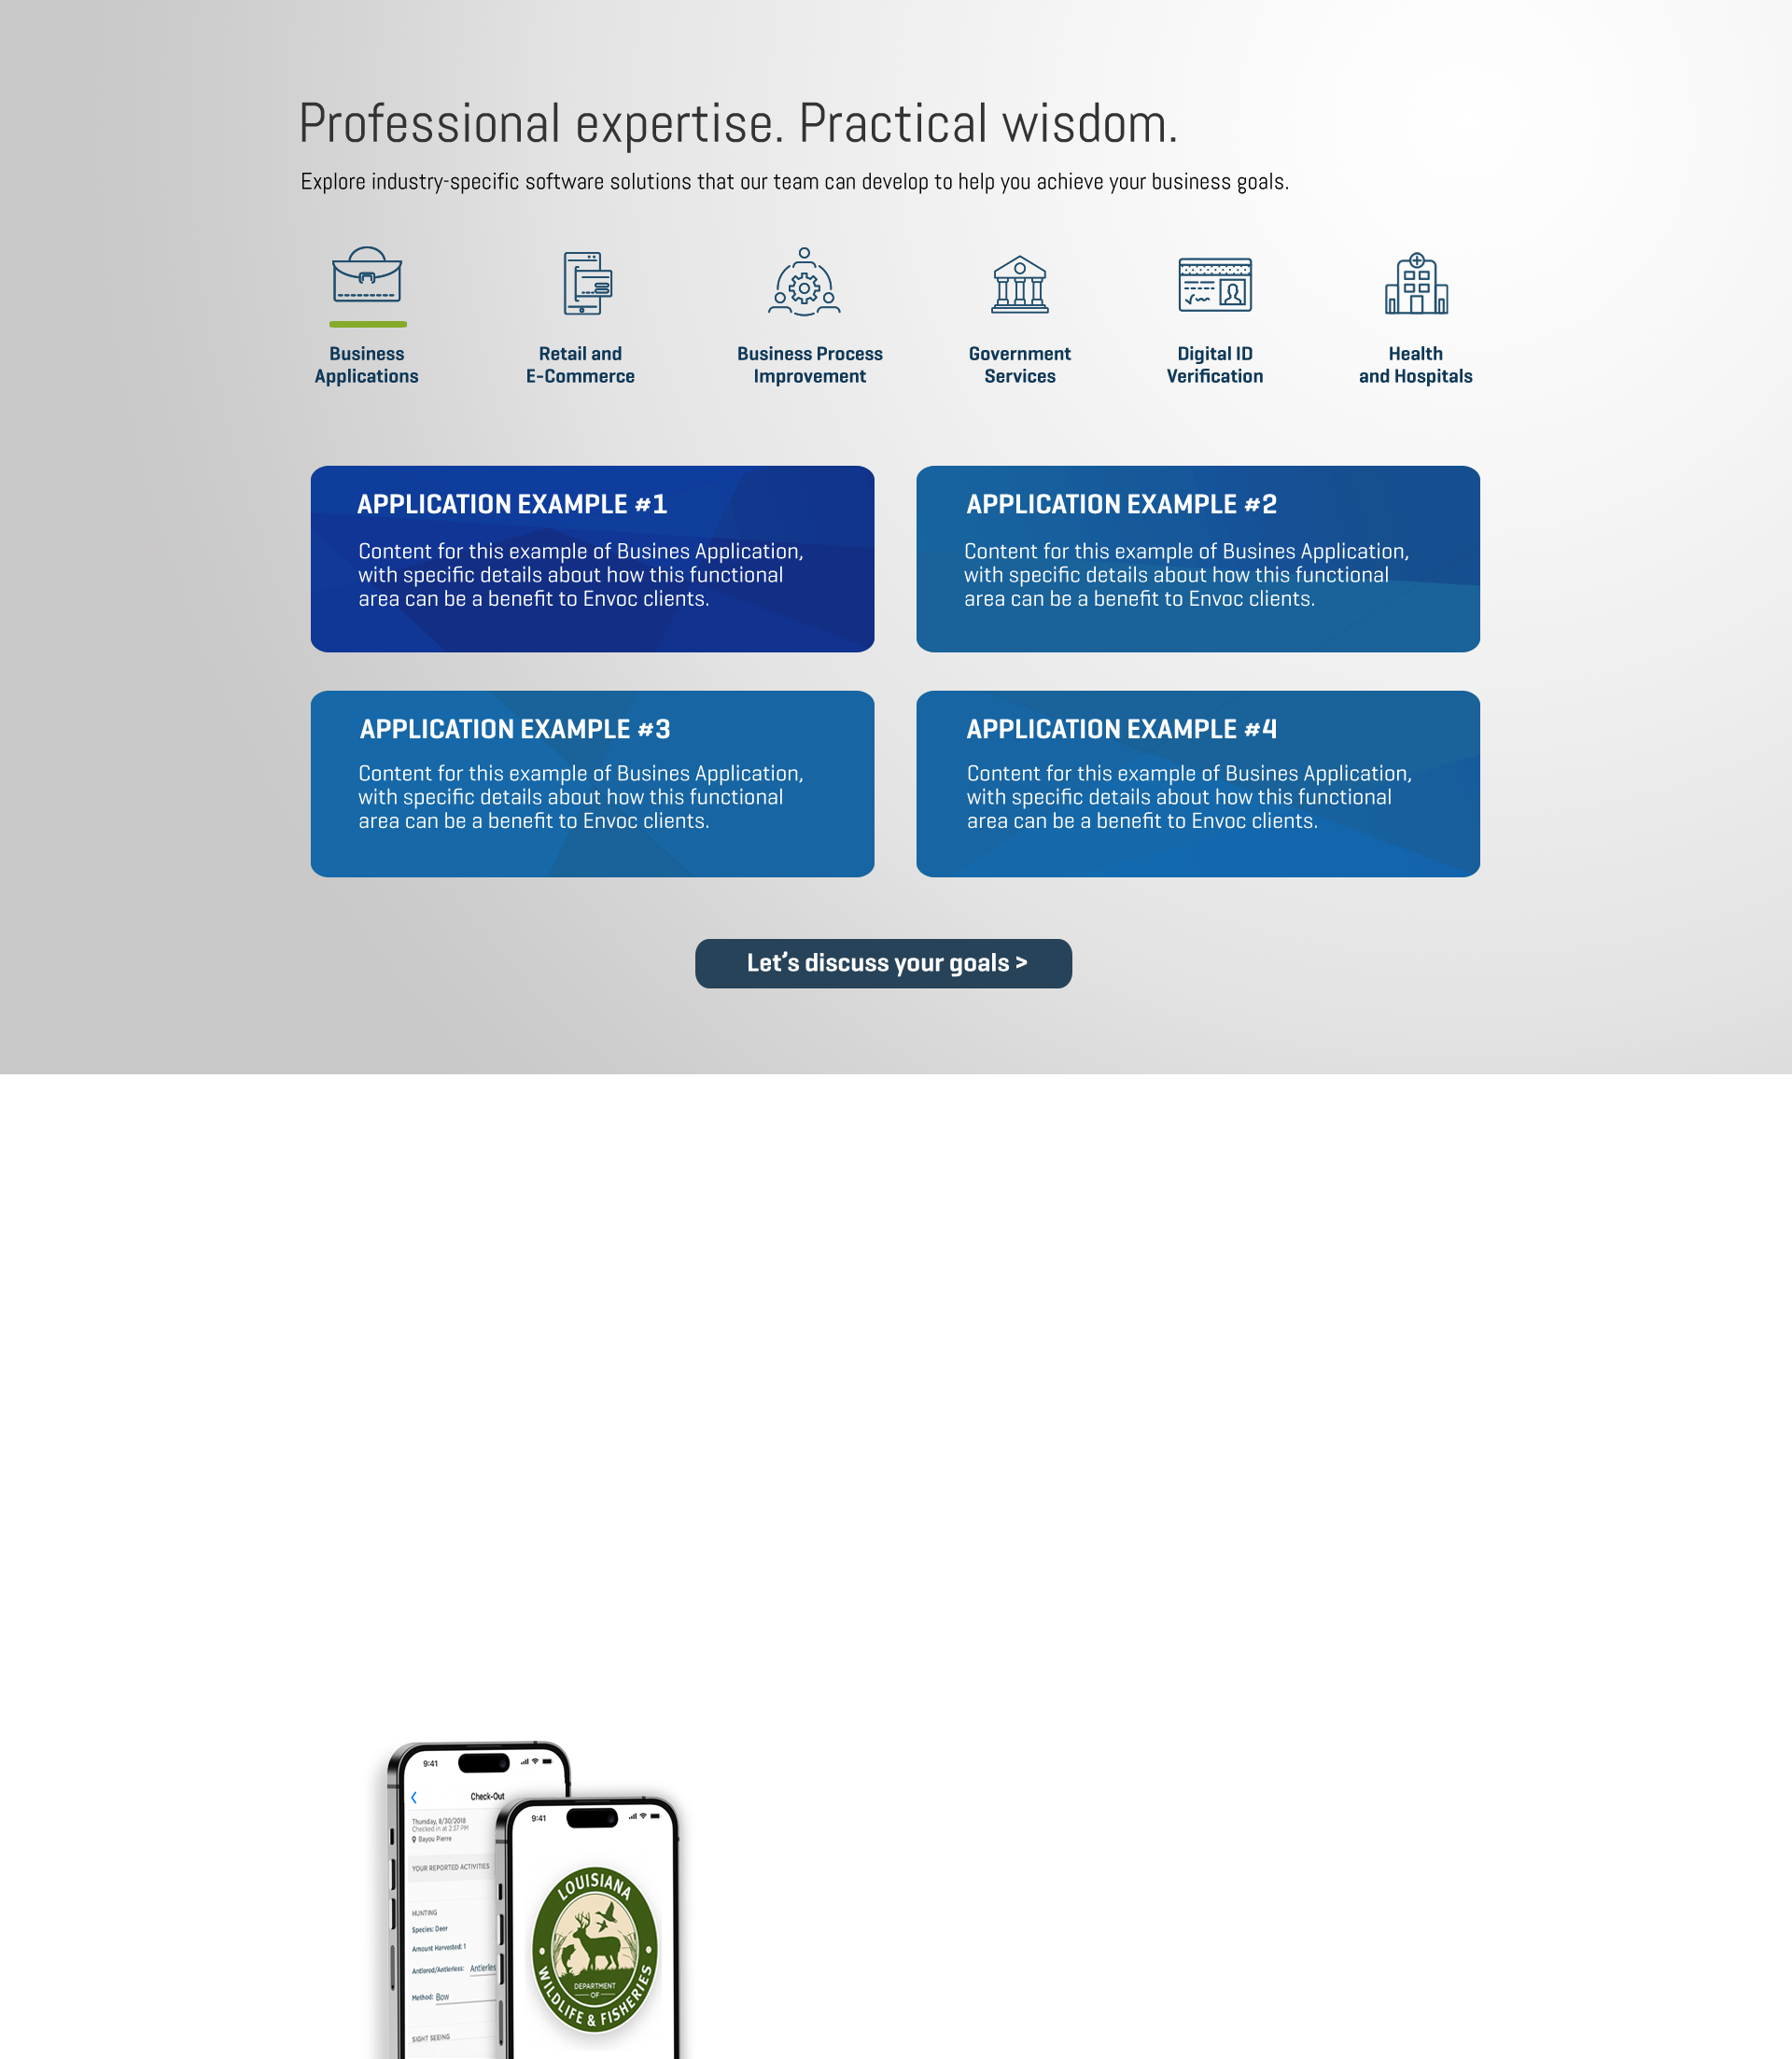 Professional expertise. Practical wisdom.
Explore industry-specific software solutions that our team can develop to help you achieve your business goals.
Business
Applications
Retail and
E-Commerce
Business Process
Improvement
Government
Services
Digital ID
Verification
Health
and Hospitals
APPLICATION EXAMPLE #1
Content for this example of Busines Application,
with specific details about how this functional
area can be a benefit to Envoc clients.
APPLICATION EXAMPLE #2
Content for this example of Busines Application,
with specific details about how this functional
area can be a benefit to Envoc clients.
APPLICATION EXAMPLE #3
Content for this example of Busines Application,
with specific details about how this functional
area can be a benefit to Envoc clients.
APPLICATION EXAMPLE #4
Content for this example of Busines Application,
with specific details about how this functional
area can be a benefit to Envoc clients.
Let's discuss your goals >
9:41
Check-Out
Thursday, 8/30/2018
Checked in at 2:37 PM
Bayou Pierre
YOUR REPORTED ACTIVITIES
HUNTING
Species: Deer
Amount Harvested: 1
Antlered/Antlerless: Antlerles
Method: Bow
SIGHT SEEING
9:41
LOUISIANA
DEPARTMENT
OF
WILDLIFE & FISHERIES